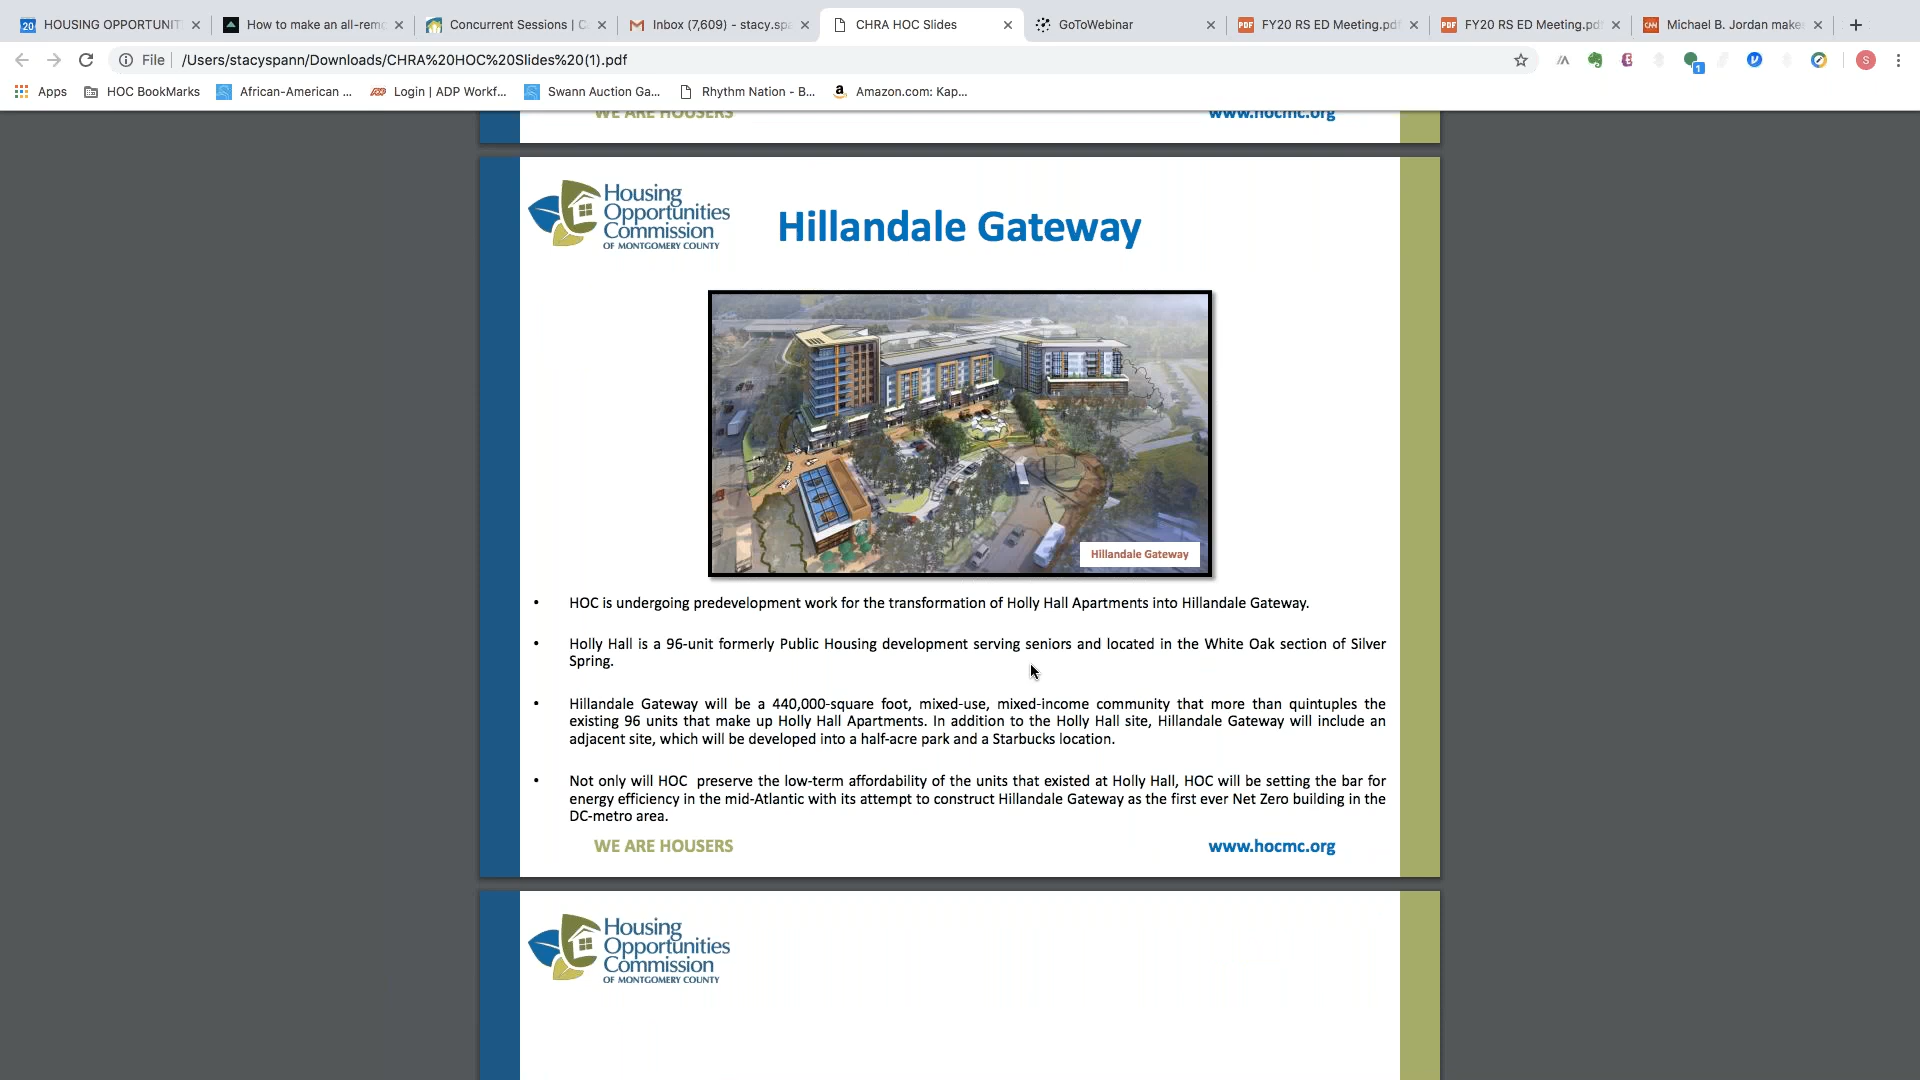 HOUSING OPPORTUNIT
How to make an all-remo
Concurrent Sessions | C
Inbox (7,609) - stacy.spa
CHRA HOC Slides
GoToWebinar
FY20 RS ED Meeting.pdf
FY20 RS ED Meeting.pdf
Michael B. Jordan make
File
/Users/stacyspann/Downloads/CHRA%20HOC%20Slides%20(1).pdf
Apps
HOC BookMarks
African-American ...
Login | ADP Workf...
Swann Auction Ga...
Rhythm Nation - B...
Amazon.com: Kap...
WE ARE HOUSERS
www.hocmc.org
Housing
Opportunities
Commission
OF MONTGOMERY COUNTY
Hillandale Gateway
Hillandale Gateway
• HOC is undergoing predevelopment work for the transformation of Holly Hall Apartments into Hillandale Gateway.
• Holly Hall is a 96-unit formerly Public Housing development serving seniors and located in the White Oak section of Silver
Spring.
• Hillandale Gateway will be a 440,000-square foot, mixed-use, mixed-income community that more than quintuples the
existing 96 units that make up Holly Hall Apartments. In addition to the Holly Hall site, Hillandale Gateway will include an
adjacent site, which will be developed into a half-acre park and a Starbucks location.
• Not only will HOC preserve the low-term affordability of the units that existed at Holly Hall, HOC will be setting the bar for
energy efficiency in the mid-Atlantic with its attempt to construct Hillandale Gateway as the first ever Net Zero building in the
DC-metro area.
WE ARE HOUSERS
www.hocmc.org
Housing
Opportunities
Commission
OF MONTGOMERY COUNTY